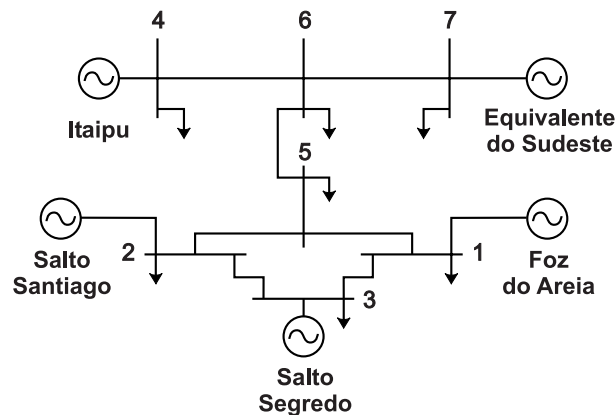 4
6
7
Itaipu
Equivalente
do Sudeste
5
2
1
Salto
Santiago
3
Foz
do Areia
Salto
Segredo